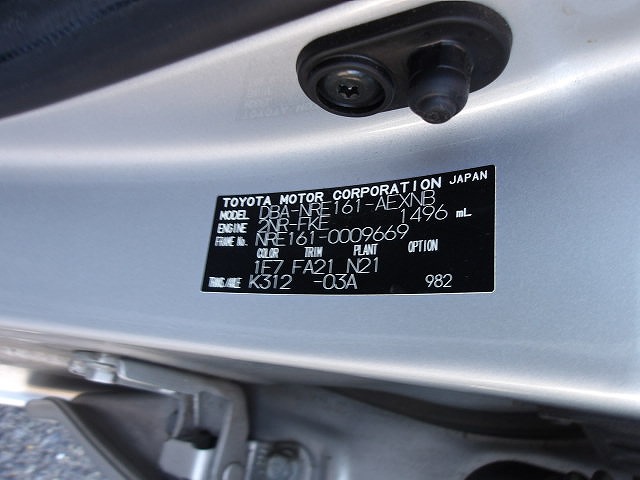 TOYOTA MOTOR CORPORATION JAPAN
MODEL DBA-NRE161-AEXNB
ENGINE 2NR-FKE 1496 mL
FRAME No. NRE161-0009669
COLOR TRIM PLANT OPTION
1F7 FA21 N21
TRANS/AXLE K312 -03A 982